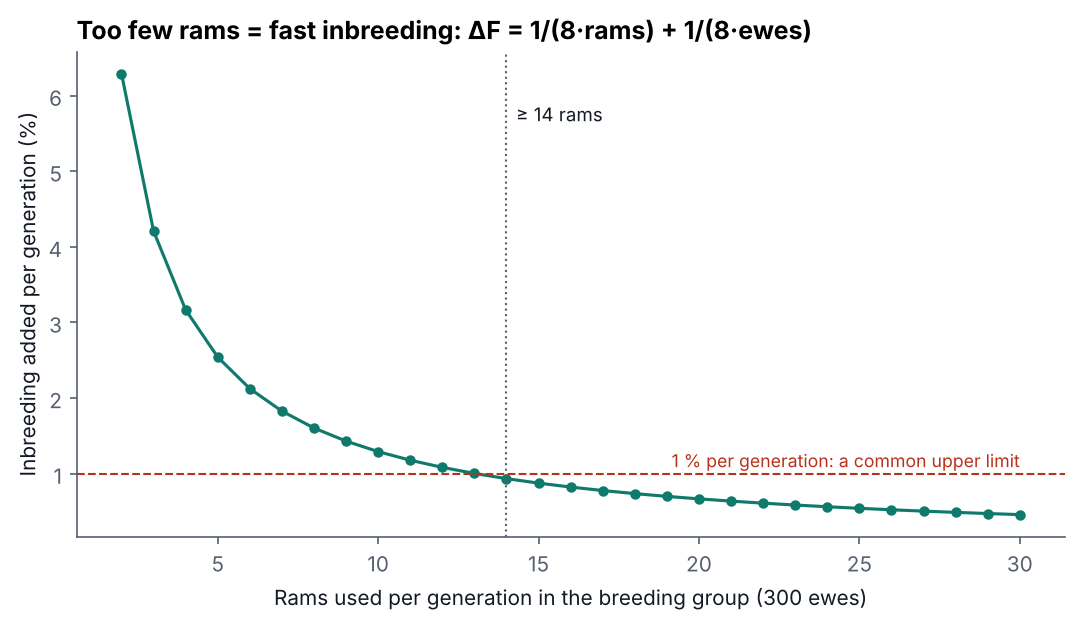 Too few rams = fast inbreeding: ΔF = 1/(8·rams) + 1/(8·ewes)
Inbreeding added per generation (%)
6
5
4
3
2
1
≥ 14 rams
1 % per generation: a common upper limit
5
10
15
20
25
30
Rams used per generation in the breeding group (300 ewes)